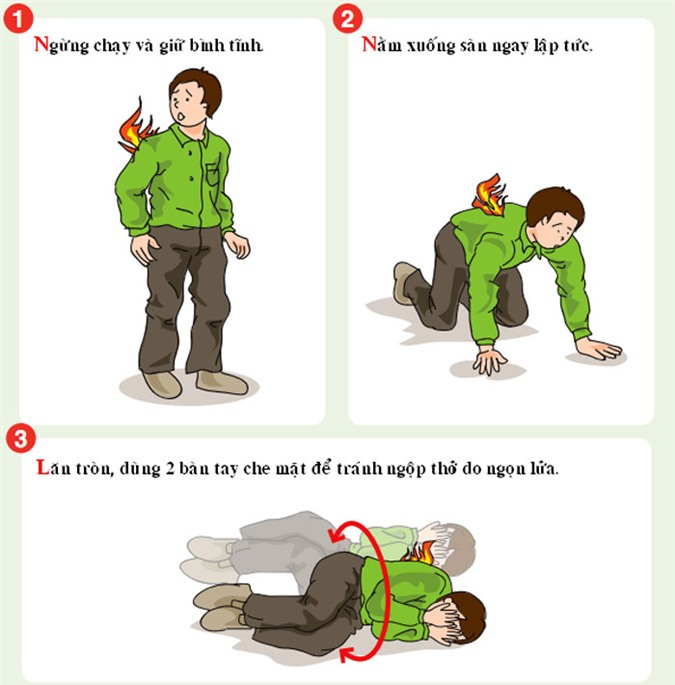 1
Ngừng chạy và giữ bình tĩnh.
2
Nằm xuống sàn ngay lập tức.
3
Lăn tròn, dùng 2 bàn tay che mặt để tránh ngộp thở do ngọn lửa.